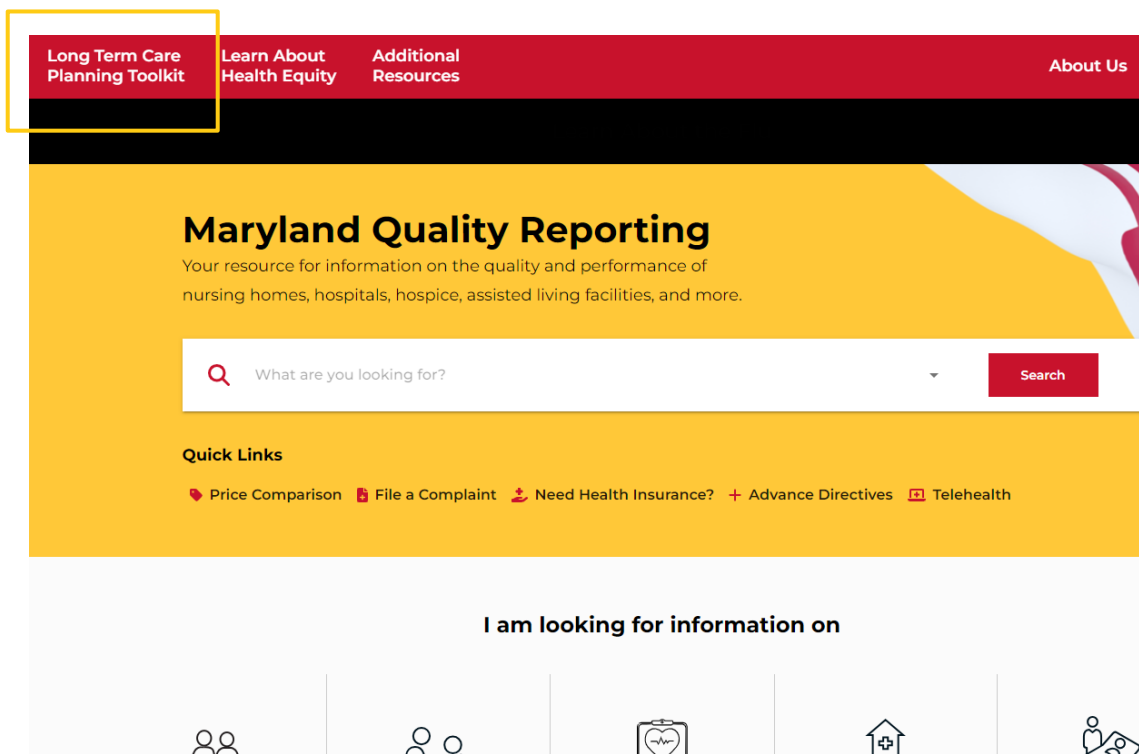 Long Term Care
Planning Toolkit
Learn About
Health Equity
Additional
Resources
About Us
Maryland Quality Reporting
Your resource for information on the quality and performance of
nursing homes, hospitals, hospice, assisted living facilities, and more.
What are you looking for?
Search
Quick Links
Price Comparison File a Complaint Need Health Insurance? Advance Directives Telehealth
I am looking for information on